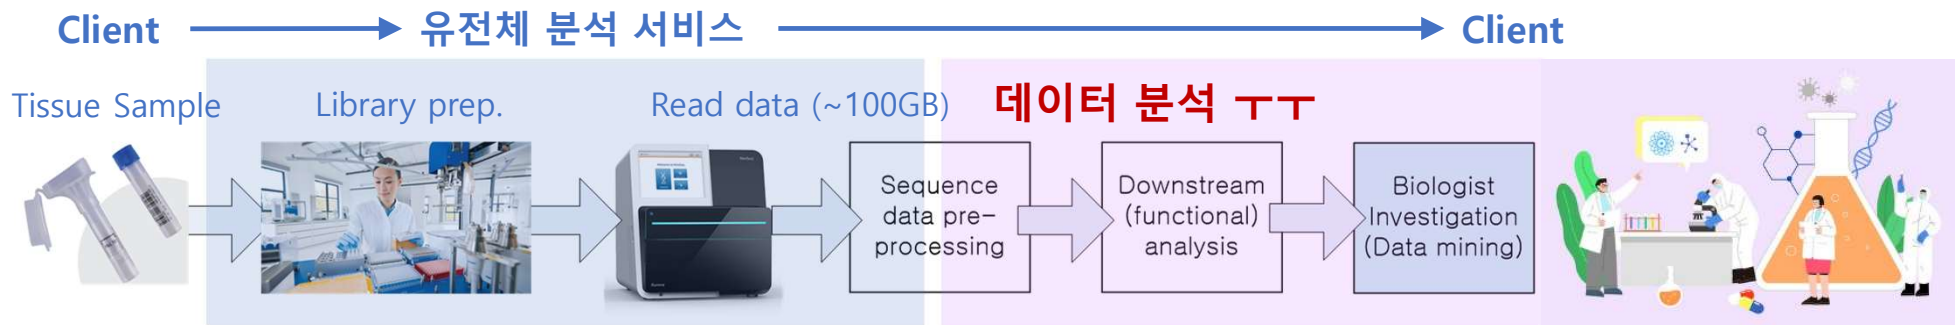 Client
유전체 분석 서비스
Client
Tissue Sample
Library prep.
Read data (~100GB)
데이터 분석 ㅜㅜ
Sequence
data pre-
processing
Downstream
(functional)
analysis
Biologist
Investigation
(Data mining)